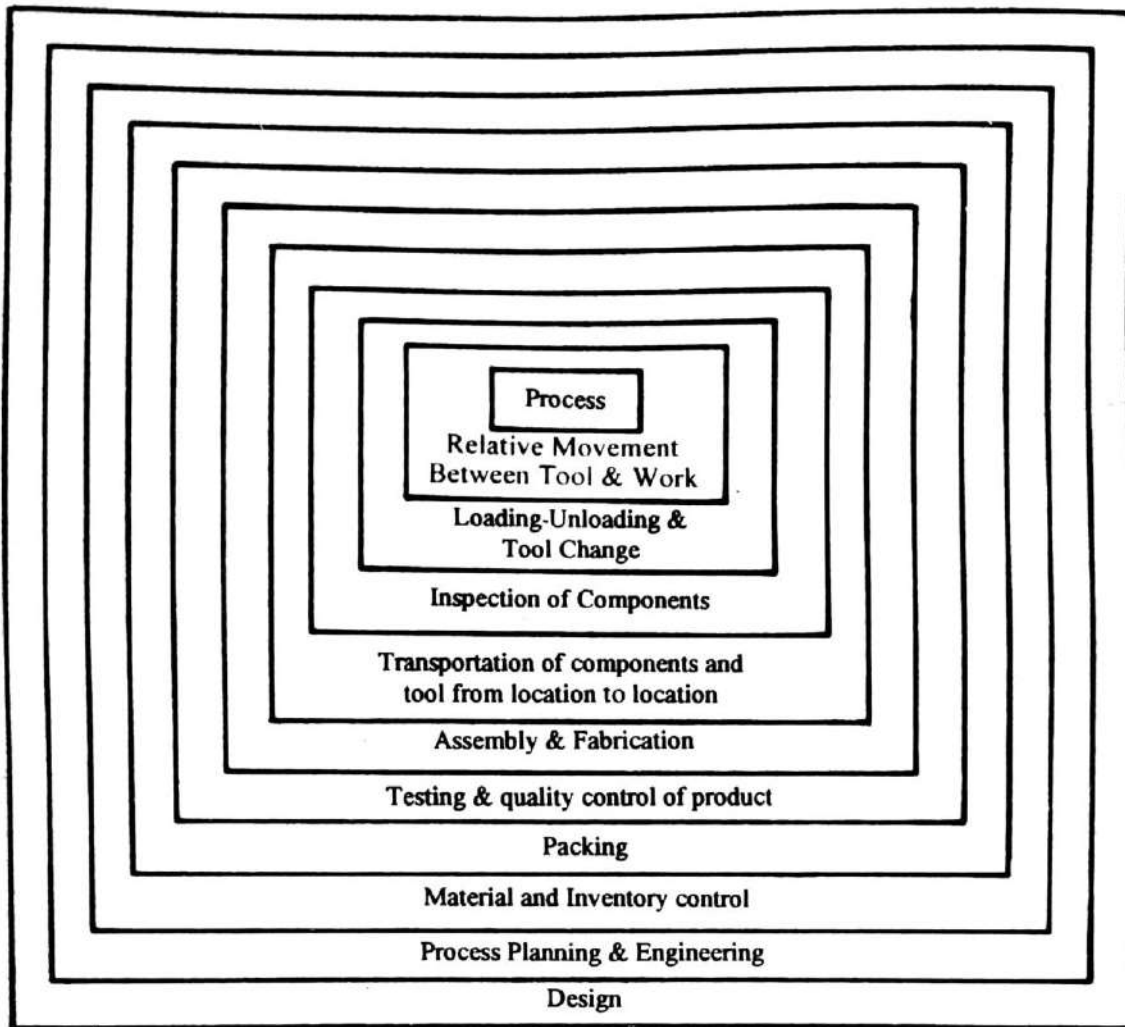 Process
Relative Movement
Between Tool & Work
Loading-Unloading &
Tool Change
Inspection of Components
Transportation of components and
tool from location to location
Assembly & Fabrication
Testing & quality control of product
Packing
Material and Inventory control
Process Planning & Engineering
Design